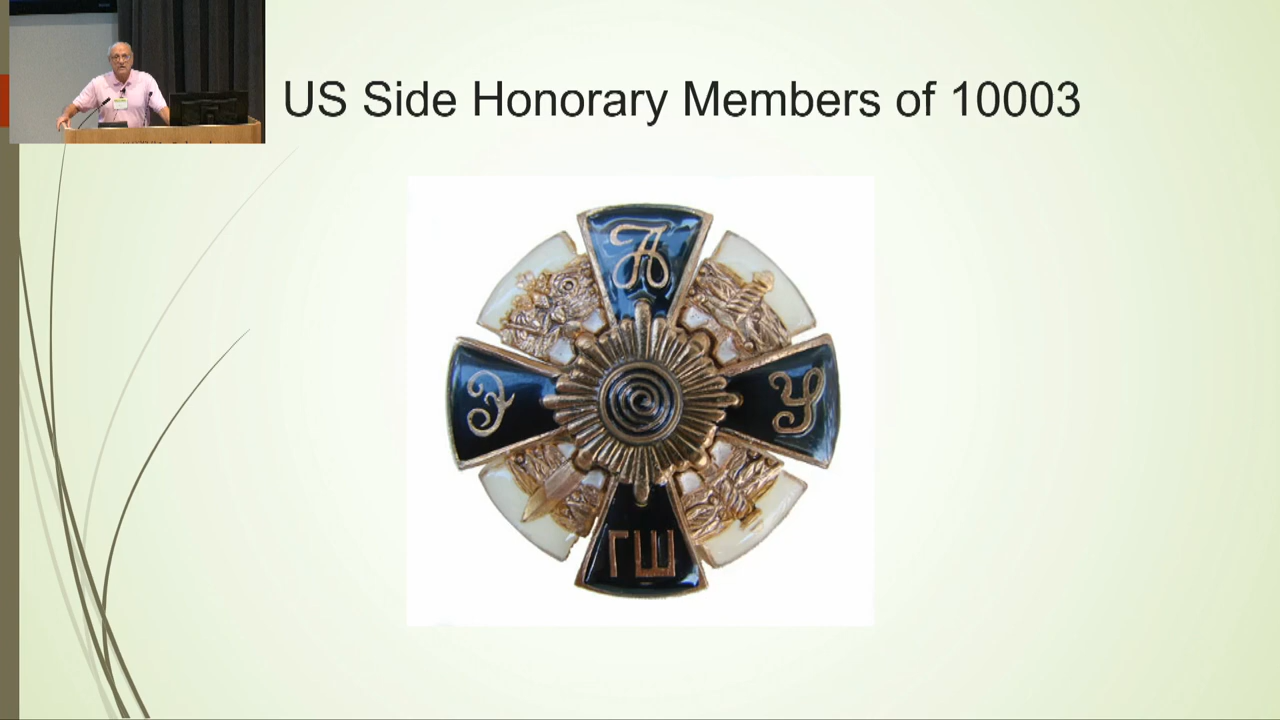 US Side Honorary Members of 10003
А
Э
У
ГШ